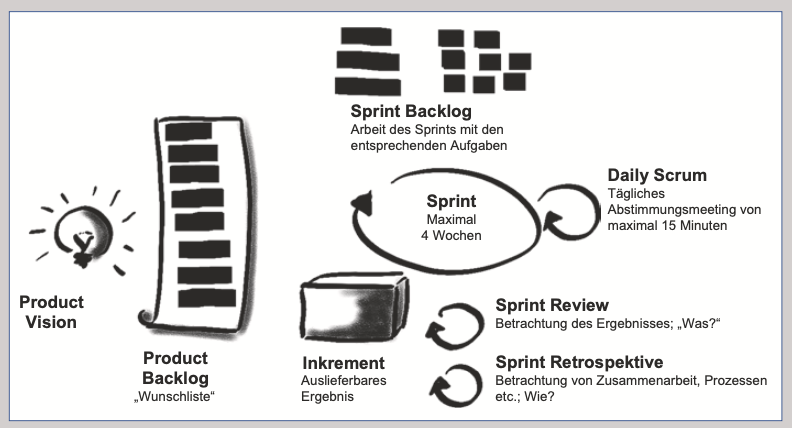 Sprint Backlog
Arbeit des Sprints mit den
entsprechenden Aufgaben
Daily Scrum
Tägliches
Abstimmungsmeeting von
maximal 15 Minuten
Sprint
Maximal
4 Wochen
Product
Vision
Product
Backlog
„Wunschliste“
Inkrement
Auslieferbares
Ergebnis
Sprint Review
Betrachtung des Ergebnisses; „Was?“
Sprint Retrospektive
Betrachtung von Zusammenarbeit, Prozessen
etc.; Wie?